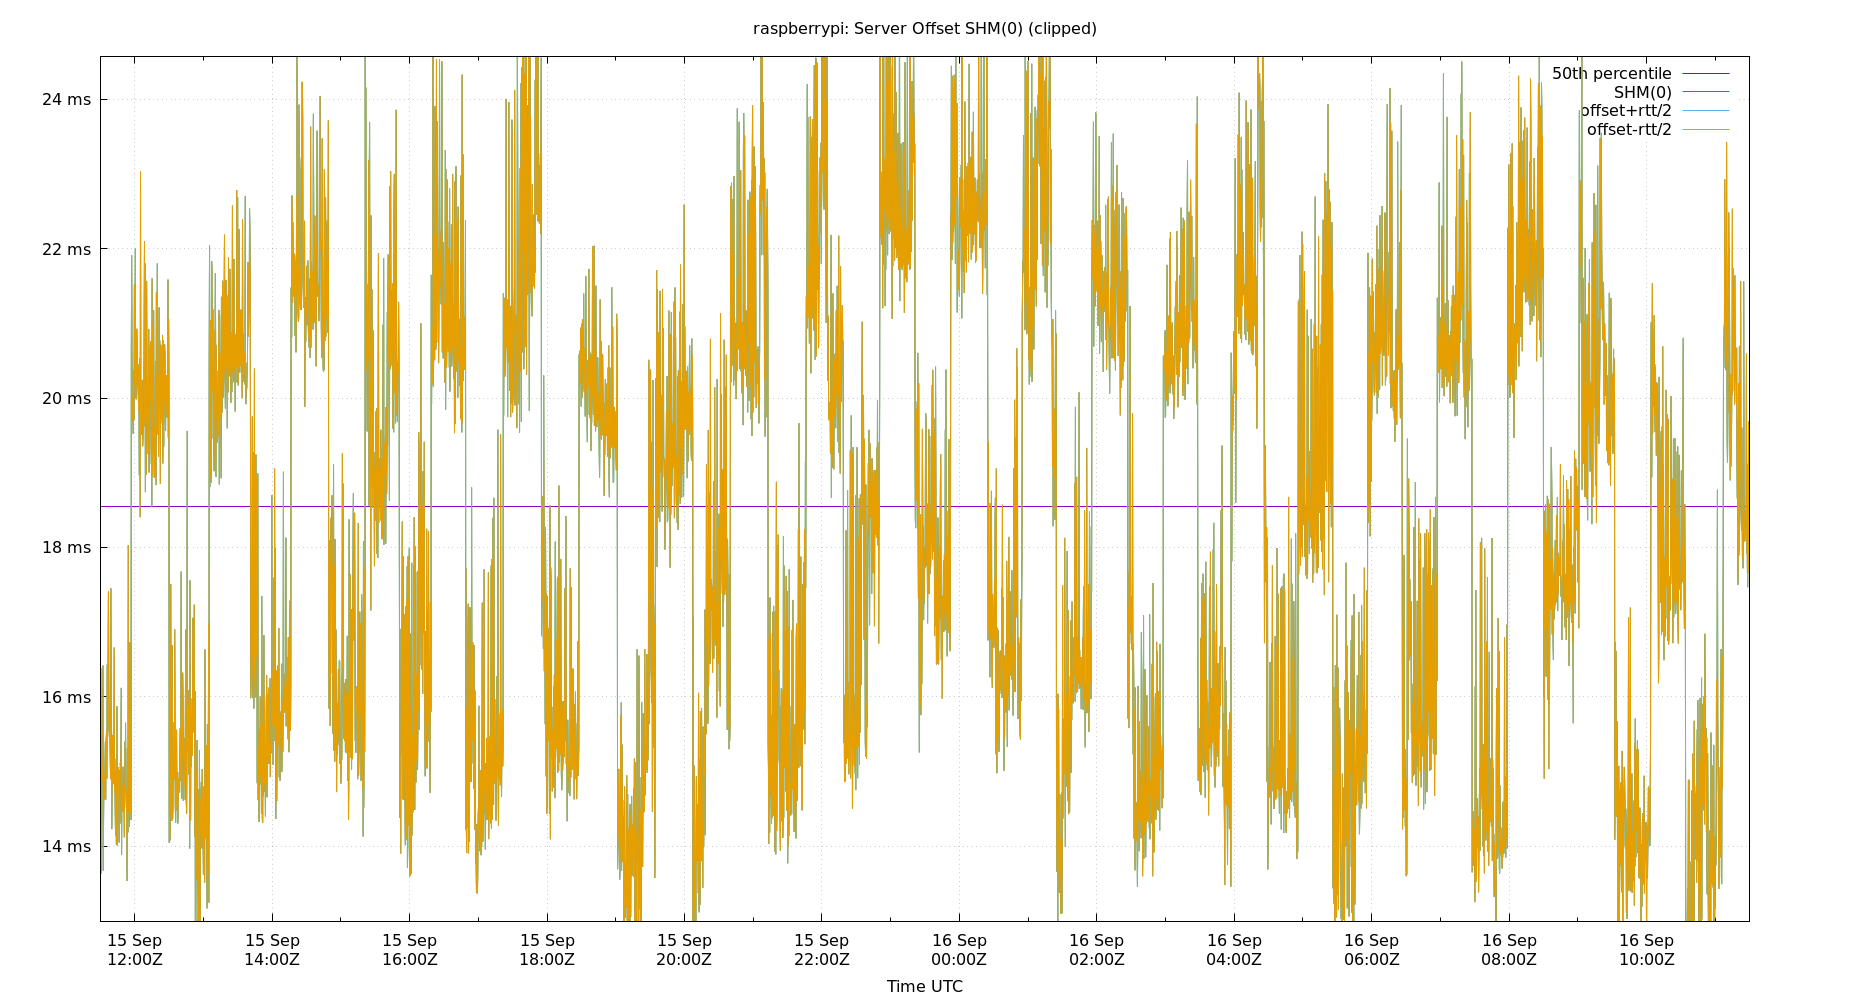 raspberrypi: Server Offset SHM(0) (clipped)
50th percentile
SHM(0)
offset+rtt/2
offset-rtt/2
24 ms
22 ms
20 ms
18 ms
16 ms
14 ms
15 Sep 15 Sep 15 Sep 15 Sep 15 Sep 15 Sep 16 Sep 16 Sep 16 Sep 16 Sep 16 Sep 16 Sep
12:00Z 14:00Z 16:00Z 18:00Z 20:00Z 22:00Z 00:00Z 02:00Z 04:00Z 06:00Z 08:00Z 10:00Z
Time UTC